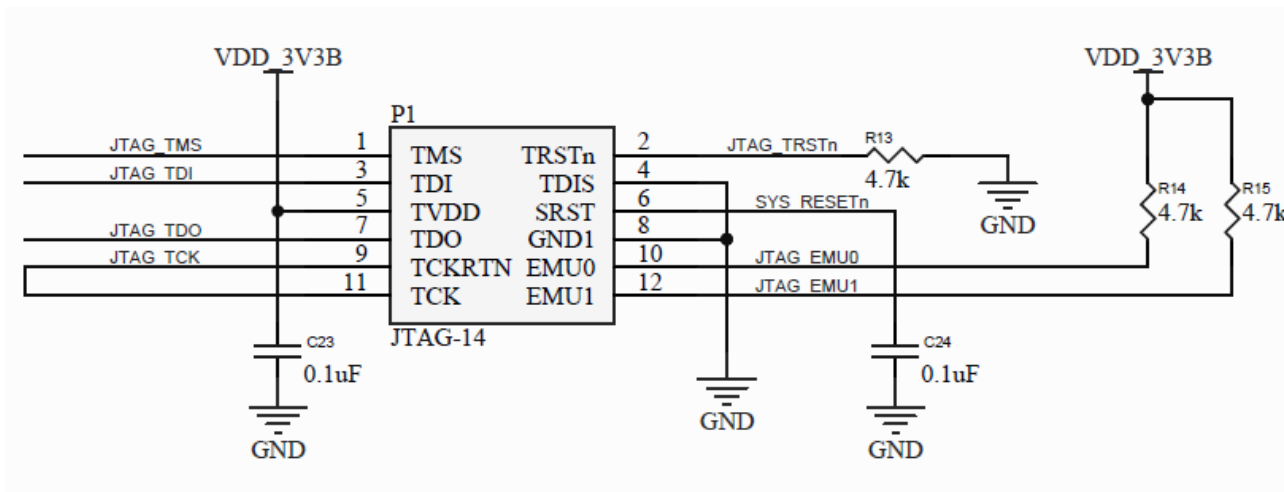 VDD_3V3B
VDD_3V3B
P1
JTAG_TMS 1 TMS TRSTn 2 JTAG_TRSTn R13 4.7k
JTAG_TDI 3 TDI TDIS 4
5 TVDD SRST 6 SYS_RESETn
JTAG_TDO 7 TDO GND1 8
JTAG_TCK 9 TCKRTN EMU0 10 JTAG_EMU0
11 TCK EMU1 12 JTAG_EMU1
JTAG-14
GND
R14 4.7k
R15 4.7k
C23 0.1uF
C24 0.1uF
GND
GND
GND